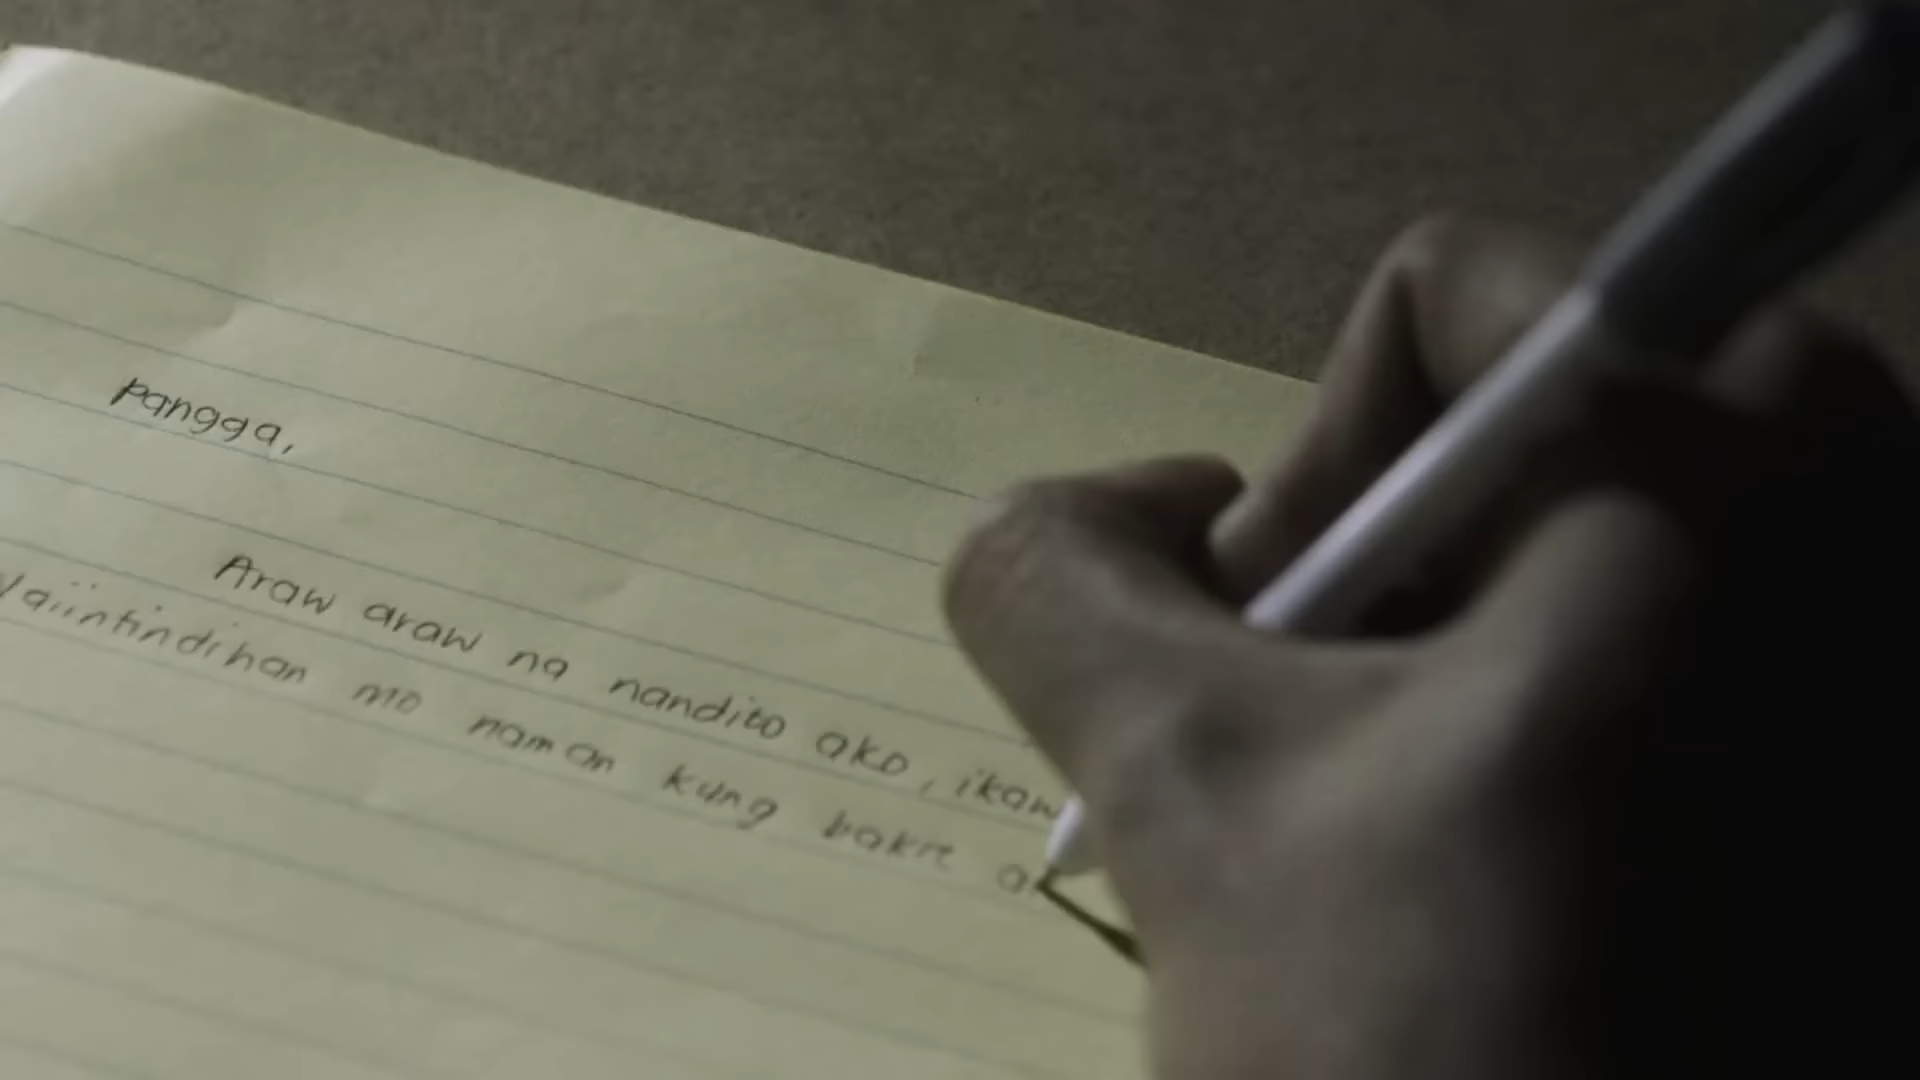 Pangga,
Araw araw na nandito ako, ikaw
Naiintindihan mo naman kung bakit a